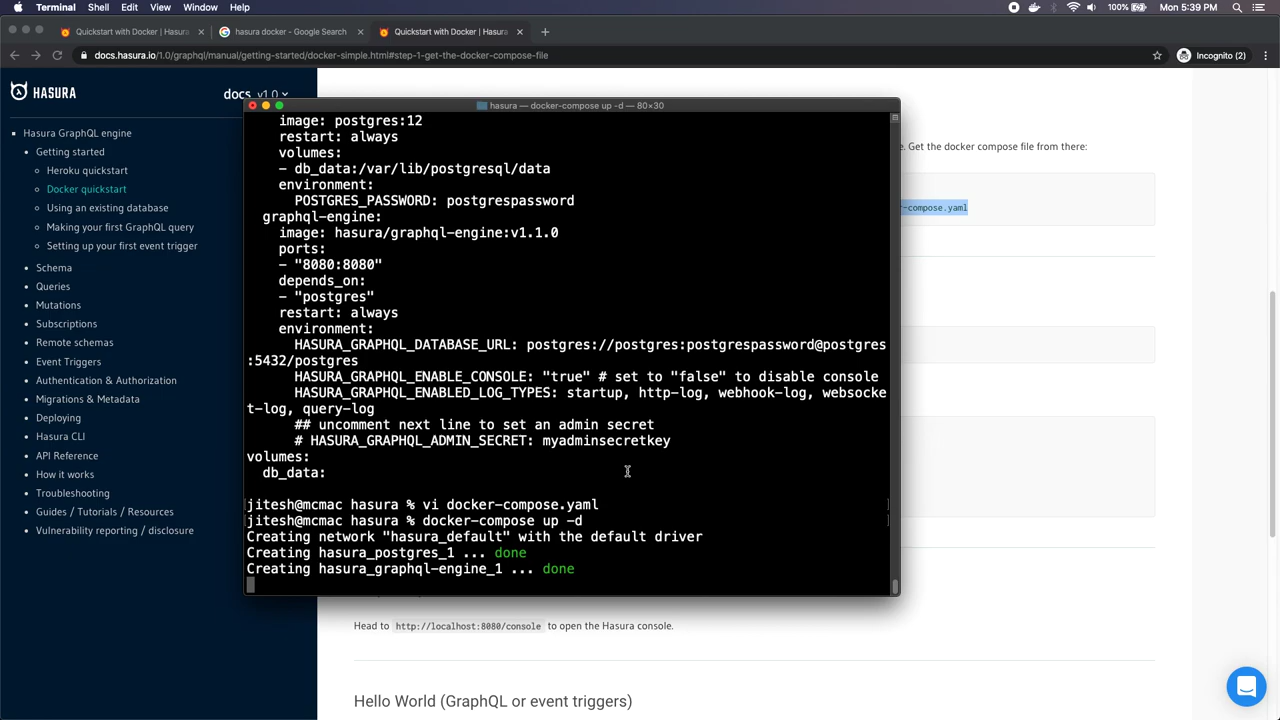 Terminal Shell Edit View Window Help
100% Mon 5:39 PM
Quickstart with Docker | Hasura
hasura docker - Google Search
Quickstart with Docker | Hasura
docs.hasura.io/1.0/graphql/manual/getting-started/docker-simple.html#step-1-get-the-docker-compose-file
Incognito (2)
HASURA
docs v1.0
Hasura GraphQL engine
Getting started
Heroku quickstart
Docker quickstart
Using an existing database
Making your first GraphQL query
Setting up your first event trigger
Schema
Queries
Mutations
Subscriptions
Remote schemas
Event Triggers
Authentication & Authorization
Migrations & Metadata
Deploying
Hasura CLI
API Reference
How it works
Troubleshooting
Guides / Tutorials / Resources
Vulnerability reporting / disclosure
hasura — docker-compose up -d — 80×30
image: postgres:12
restart: always
volumes:
- db_data:/var/lib/postgresql/data
environment:
POSTGRES_PASSWORD: postgrespassword
graphql-engine:
image: hasura/graphql-engine:v1.1.0
ports:
- "8080:8080"
depends_on:
- "postgres"
restart: always
environment:
HASURA_GRAPHQL_DATABASE_URL: postgres://postgres:postgrespassword@postgres
:5432/postgres
HASURA_GRAPHQL_ENABLE_CONSOLE: "true" # set to "false" to disable console
HASURA_GRAPHQL_ENABLED_LOG_TYPES: startup, http-log, webhook-log, websocke
t-log, query-log
## uncomment next line to set an admin secret
# HASURA_GRAPHQL_ADMIN_SECRET: myadminsecretkey
volumes:
db_data:
[jitesh@mcmac hasura % vi docker-compose.yaml ]
[jitesh@mcmac hasura % docker-compose up -d ]
Creating network "hasura_default" with the default driver
Creating hasura_postgres_1 ... done
Creating hasura_graphql-engine_1 ... done
e. Get the docker compose file from there:
r-compose.yaml
Head to http://localhost:8080/console to open the Hasura console.
Hello World (GraphQL or event triggers)